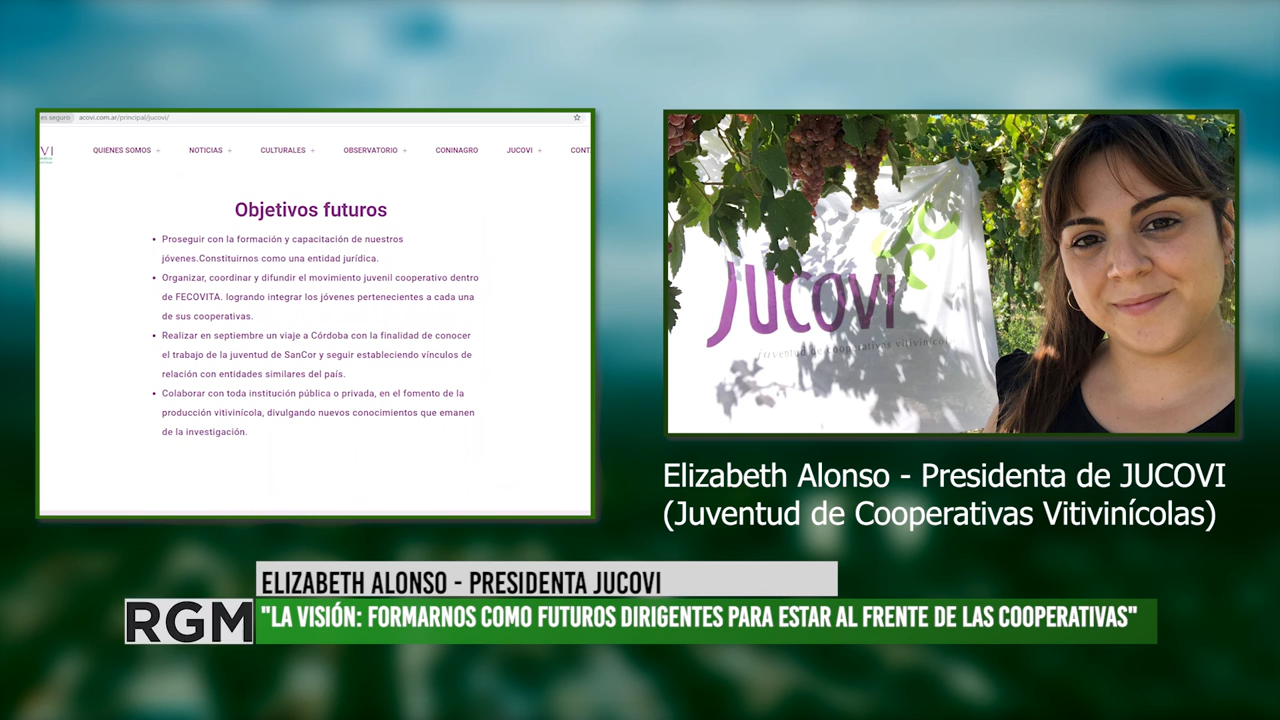 es seguro acovi.com.ar/principal/jucovi/
VI
QUIENES SOMOS + NOTICIAS + CULTURALES + OBSERVATORIO + CONINAGRO JUCOVI + CONT
Objetivos futuros
• Proseguir con la formación y capacitación de nuestros
jóvenes.Constituirnos como una entidad jurídica.
• Organizar, coordinar y difundir el movimiento juvenil cooperativo dentro
de FECOVITA. logrando integrar los jóvenes pertenecientes a cada una
de sus cooperativas.
• Realizar en septiembre un viaje a Córdoba con la finalidad de conocer
el trabajo de la juventud de SanCor y seguir estableciendo vínculos de
relación con entidades similares del país.
• Colaborar con toda institución pública o privada, en el fomento de la
producción vitivinícola, divulgando nuevos conocimientos que emanen
de la investigación.
JUCOVI
juventud de cooperativas vitiviníco
Elizabeth Alonso - Presidenta de JUCOVI
(Juventud de Cooperativas Vitivinícolas)
ELIZABETH ALONSO - PRESIDENTA JUCOVI
RGM
"LA VISIÓN: FORMARNOS COMO FUTUROS DIRIGENTES PARA ESTAR AL FRENTE DE LAS COOPERATIVAS"